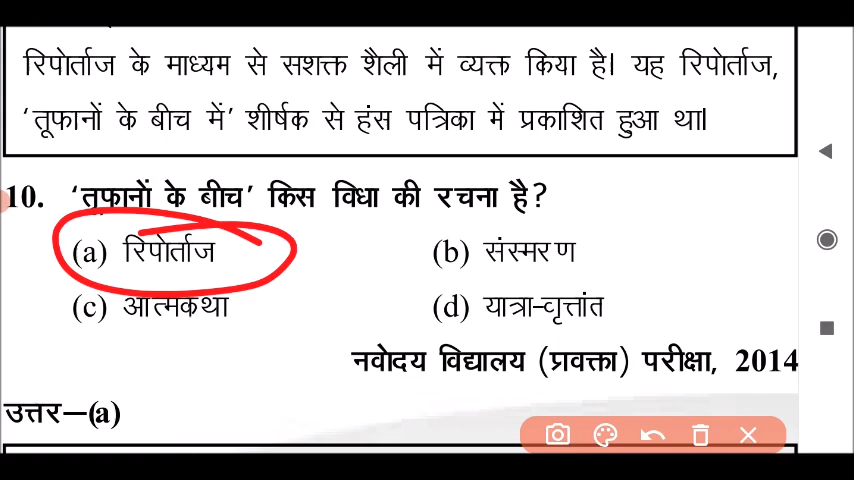 रिपोर्ताज के माध्यम से सशक्त शैली में व्यक्त किया है। यह रिपोर्ताज,
‘तूफानों के बीच में’ शीर्षक से हंस पत्रिका में प्रकाशित हुआ था।
10. ‘तूफानों के बीच’ किस विधा की रचना है?
(a) रिपोर्ताज (b) संस्मरण
(c) आत्मकथा (d) यात्रा-वृत्तांत
नवोदय विद्यालय (प्रवक्ता) परीक्षा, 2014
उत्तर—(a)